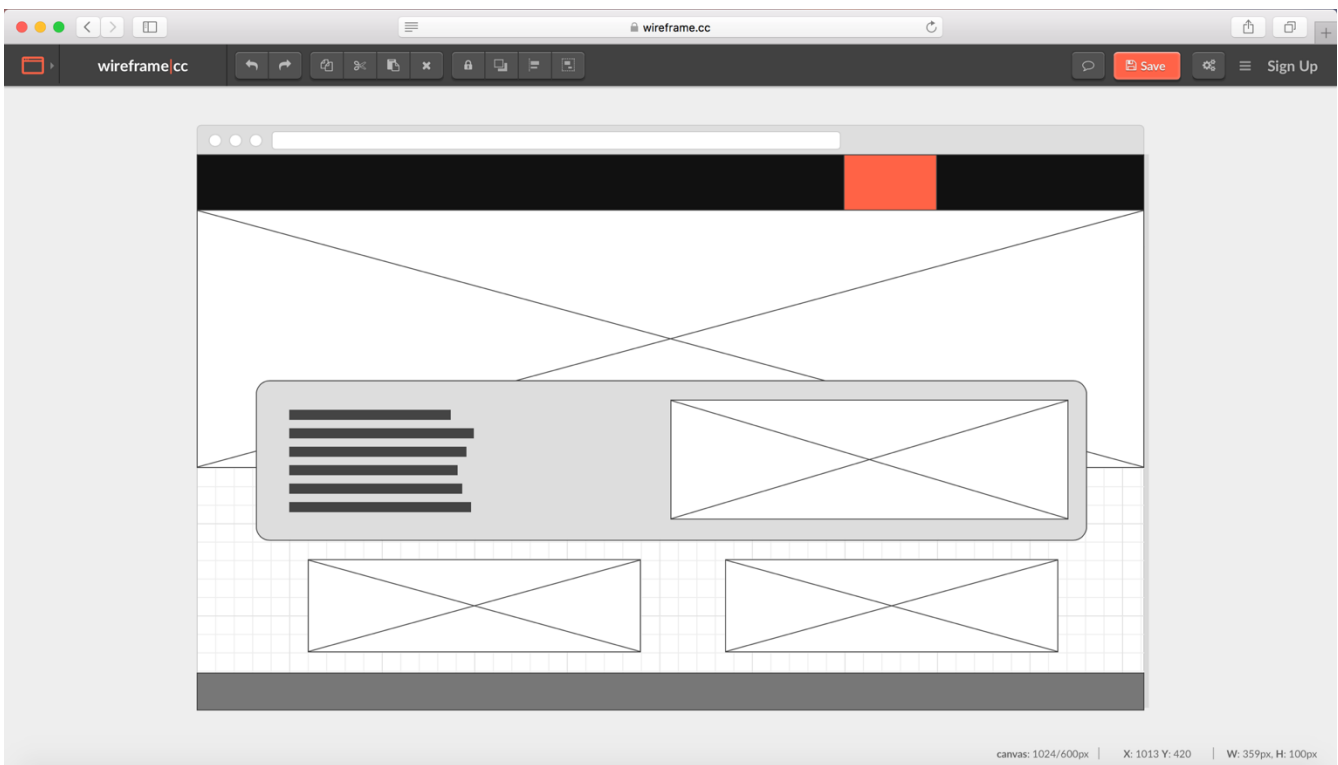 wireframe.cc
wireframe|cc
Save
Sign Up
canvas: 1024/600px | X: 1013 Y: 420 | W: 359px, H: 100px